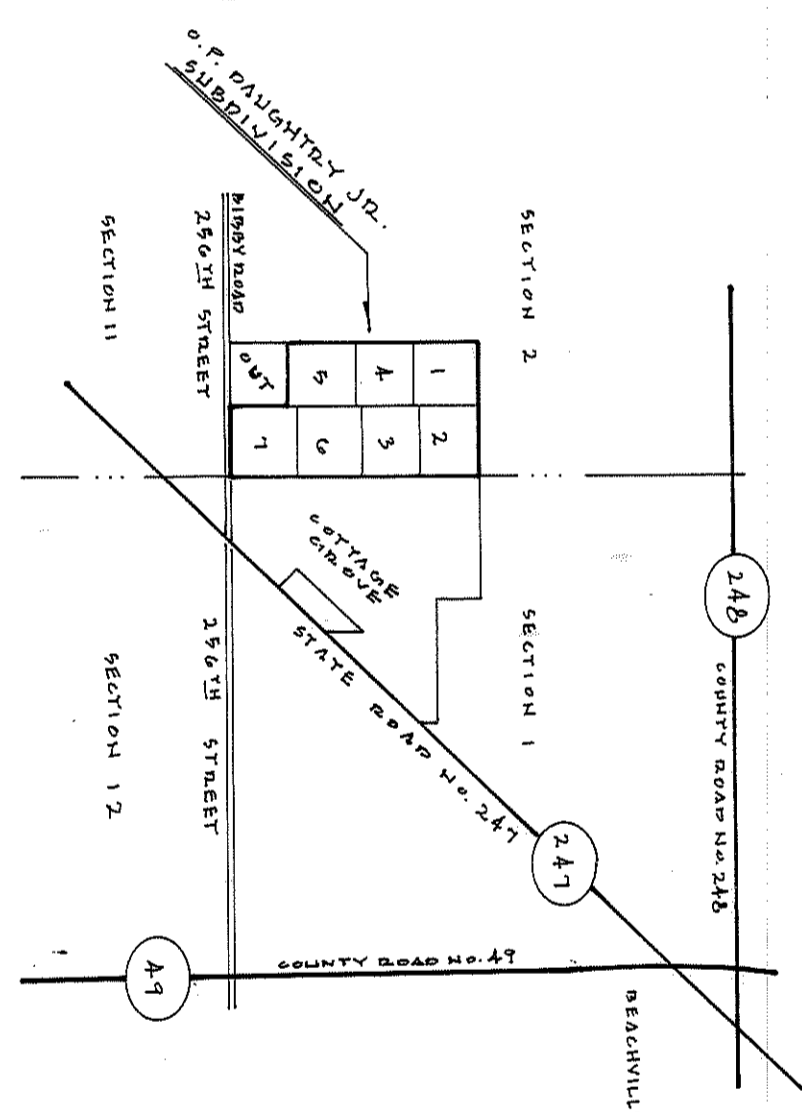 O.P. DAUGHTRY JR.
SUBDIVISION
SECTION 2
SECTION 11
ROAD
256TH STREET
1
4
5
OUT
2
3
6
7
248
COUNTY ROAD NO. 248
SECTION 1
COTTAGE
GROVE
STATE ROAD NO. 247
247
256TH STREET
SECTION 12
COUNTY ROAD NO. 49
49
BEACHVILL